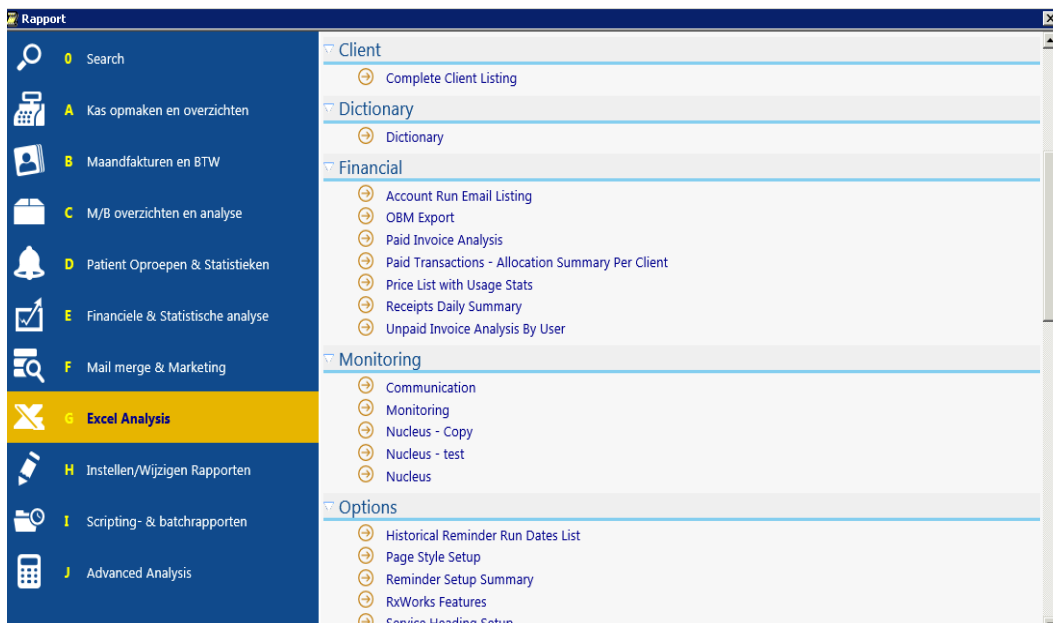 Rapport
0 Search
A Kas opmaken en overzichten
B Maandfakturen en BTW
C M/B overzichten en analyse
D Patient Oproepen & Statistieken
E Financiele & Statistische analyse
F Mail merge & Marketing
G Excel Analysis
H Instellen/Wijzigen Rapporten
I Scripting- & batchrapporten
J Advanced Analysis
Client
Complete Client Listing
Dictionary
Dictionary
Financial
Account Run Email Listing
OBM Export
Paid Invoice Analysis
Paid Transactions - Allocation Summary Per Client
Price List with Usage Stats
Receipts Daily Summary
Unpaid Invoice Analysis By User
Monitoring
Communication
Monitoring
Nucleus - Copy
Nucleus - test
Nucleus
Options
Historical Reminder Run Dates List
Page Style Setup
Reminder Setup Summary
RxWorks Features
Service Heading Setup